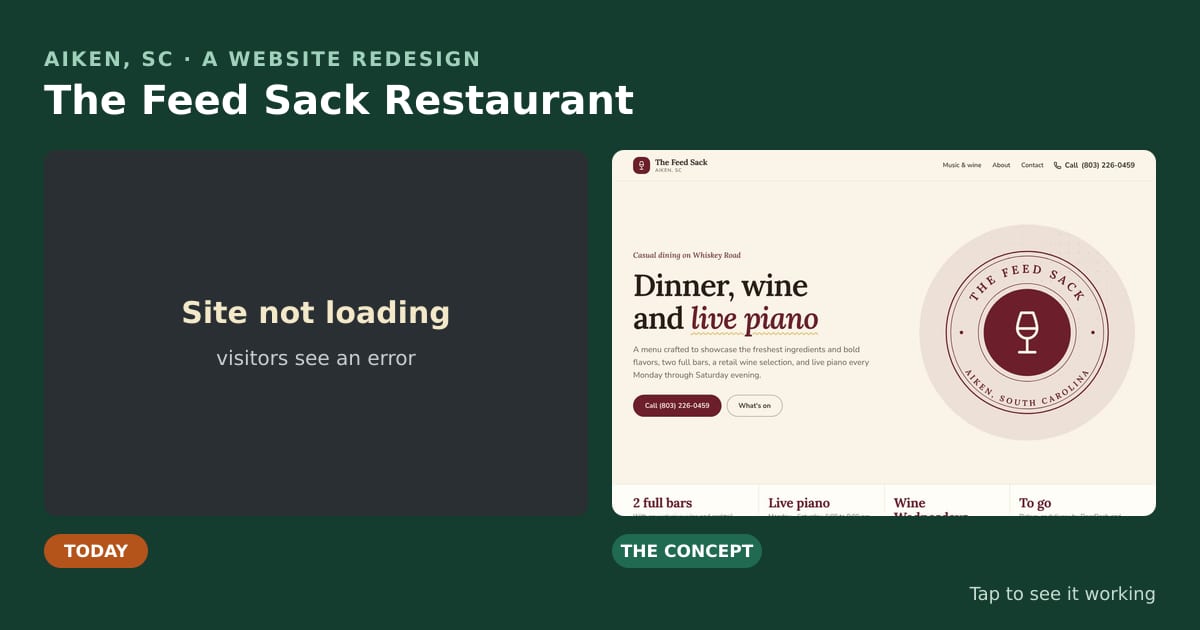 AIKEN, SC · A WEBSITE REDESIGN
The Feed Sack Restaurant
Site not loading
visitors see an error
TODAY
The Feed Sack
AIKEN, SC
Music & wine
About
Contact
Call (803) 226-0459
Casual dining on Whiskey Road
Dinner, wine
and live piano
A menu crafted to showcase the freshest ingredients and bold
flavors, two full bars, a retail wine selection, and live piano every
Monday through Saturday evening.
Call (803) 226-0459
What's on
THE FEED SACK
AIKEN, SOUTH CAROLINA
2 full bars
Live piano
Wine
Wednesdays
To go
THE CONCEPT
Tap to see it working